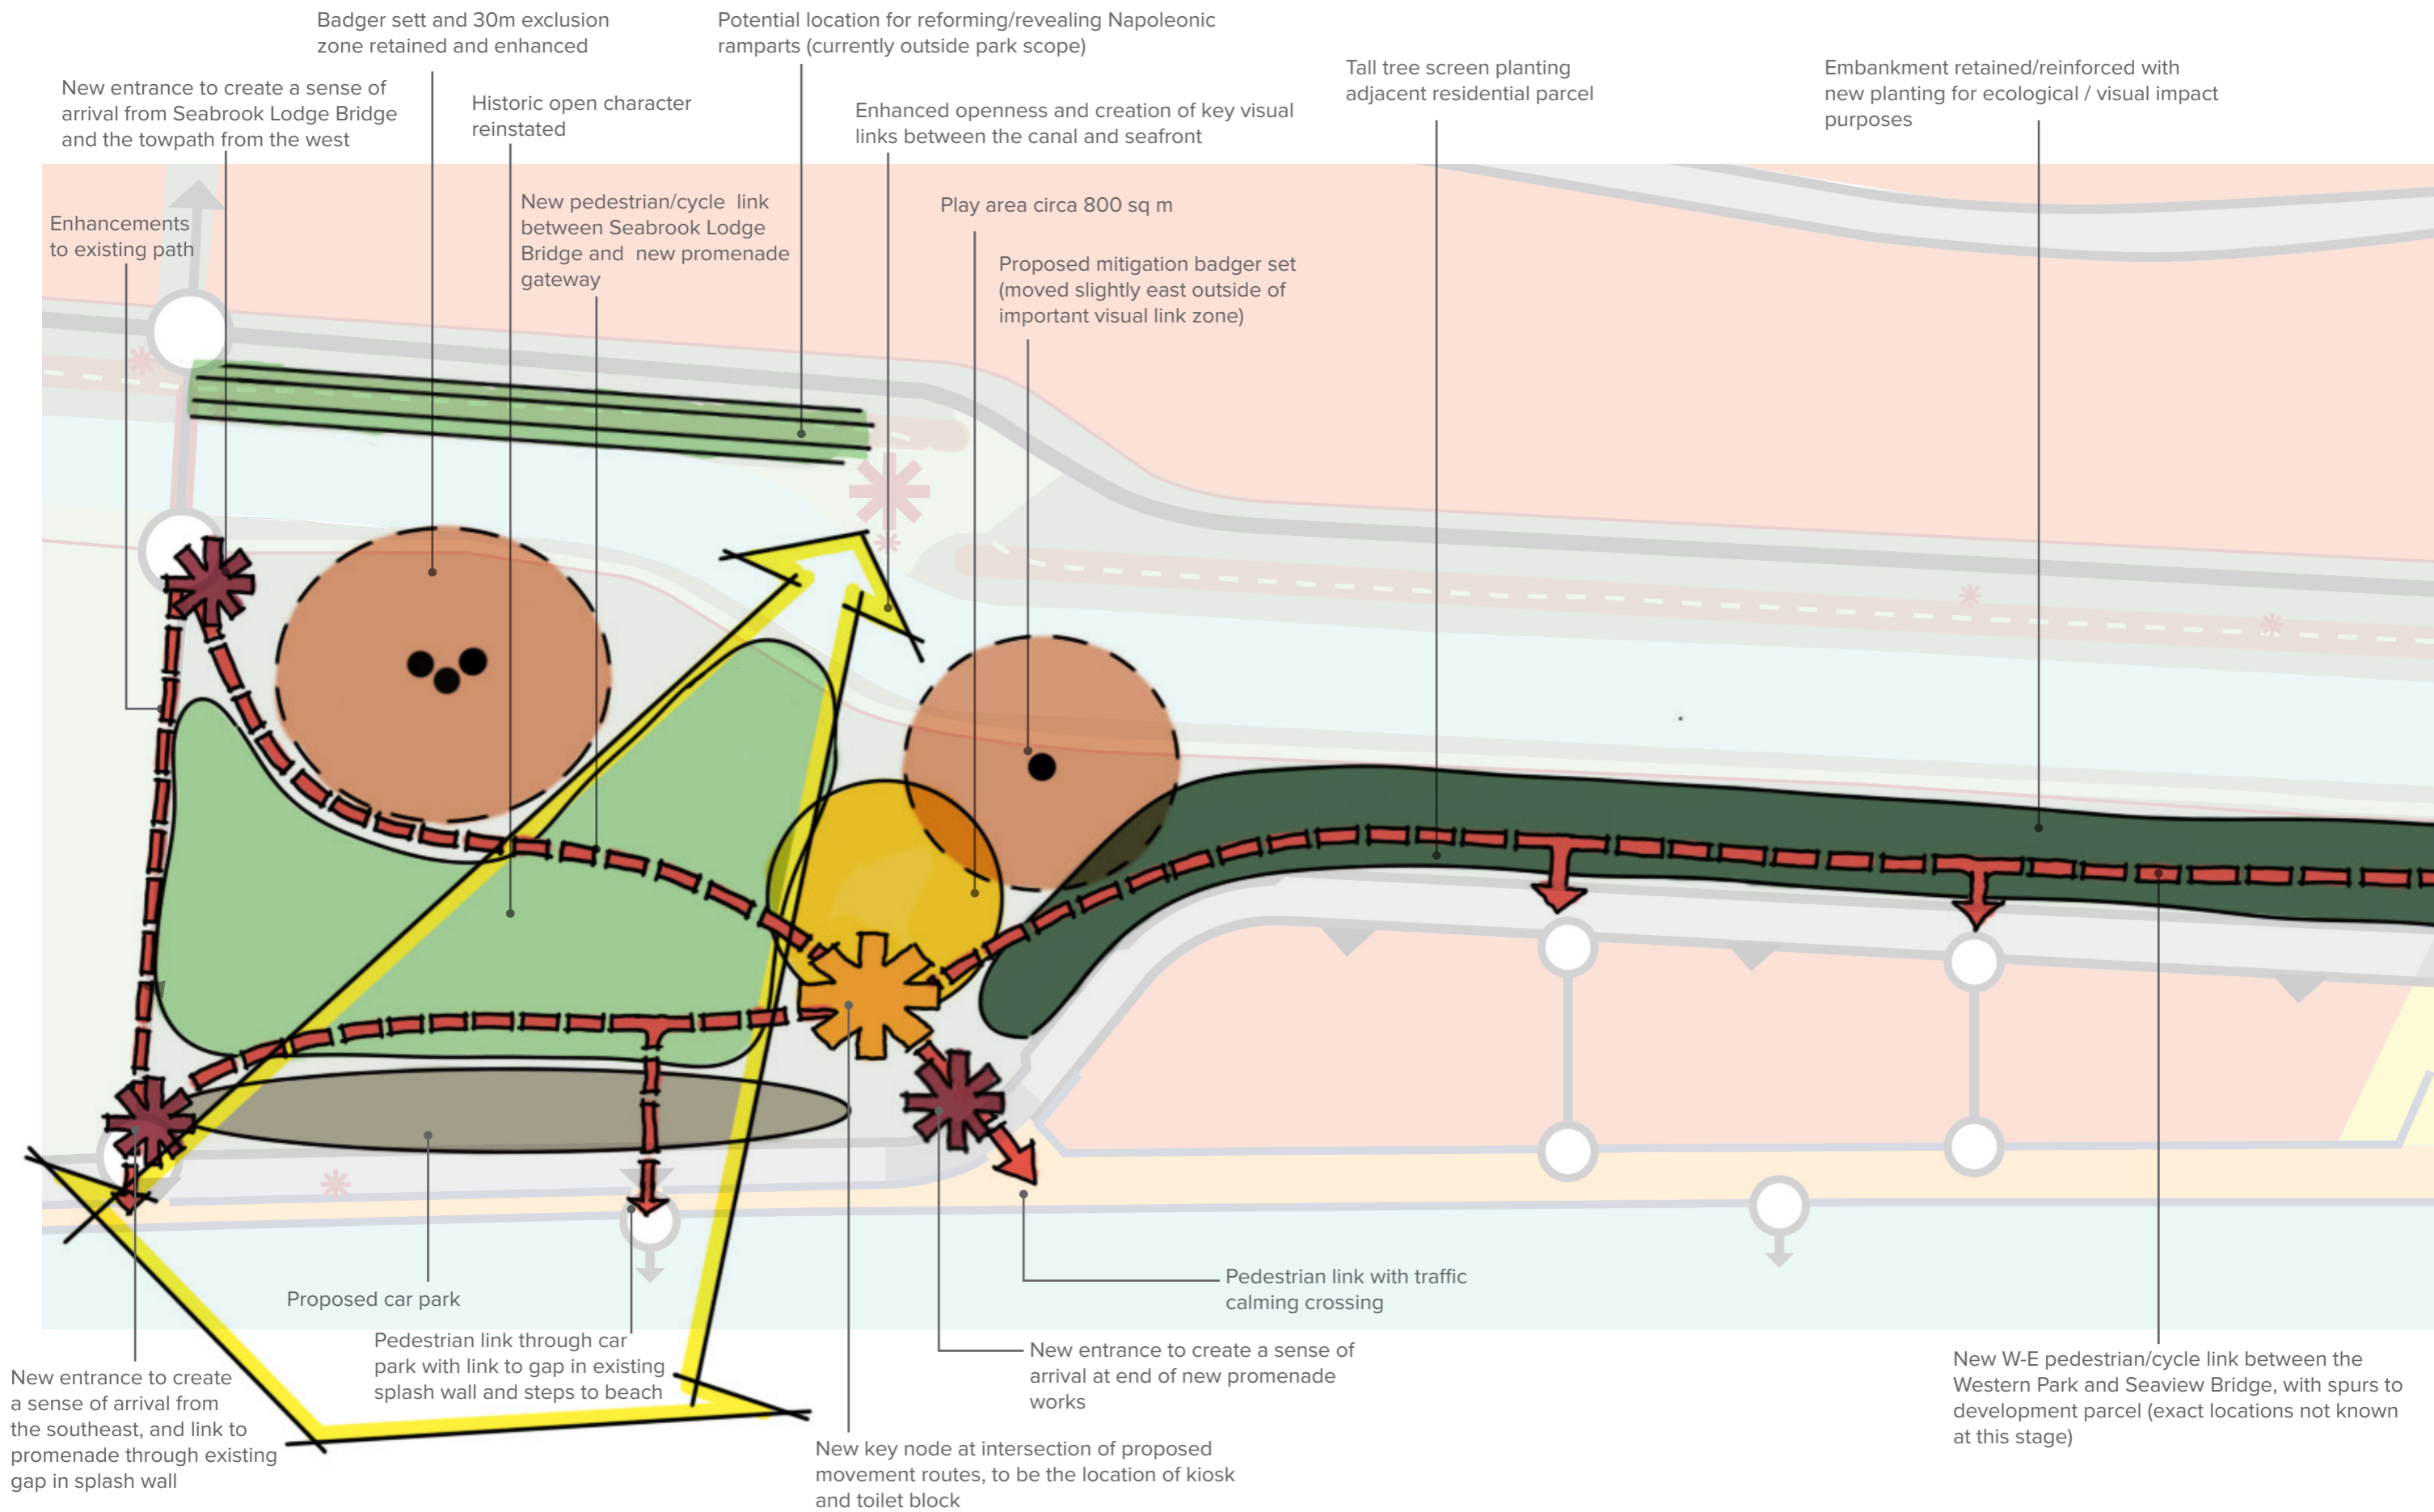 Badger sett and 30m exclusion
zone retained and enhanced
Potential location for reforming/revealing Napoleonic
ramparts (currently outside park scope)
New entrance to create a sense of
arrival from Seabrook Lodge Bridge
and the towpath from the west
Historic open character
reinstated
Enhanced openness and creation of key visual
links between the canal and seafront
Tall tree screen planting
adjacent residential parcel
Embankment retained/reinforced with
new planting for ecological / visual impact
purposes
Enhancements
to existing path
New pedestrian/cycle link
between Seabrook Lodge
Bridge and new promenade
gateway
Play area circa 800 sq m
Proposed mitigation badger set
(moved slightly east outside of
important visual link zone)
Proposed car park
Pedestrian link through car
park with link to gap in existing
splash wall and steps to beach
New entrance to create
a sense of arrival from
the southeast, and link to
promenade through existing
gap in splash wall
Pedestrian link with traffic
calming crossing
New entrance to create a sense of
arrival at end of new promenade
works
New key node at intersection of proposed
movement routes, to be the location of kiosk
and toilet block
New W-E pedestrian/cycle link between the
Western Park and Seaview Bridge, with spurs to
development parcel (exact locations not known
at this stage)